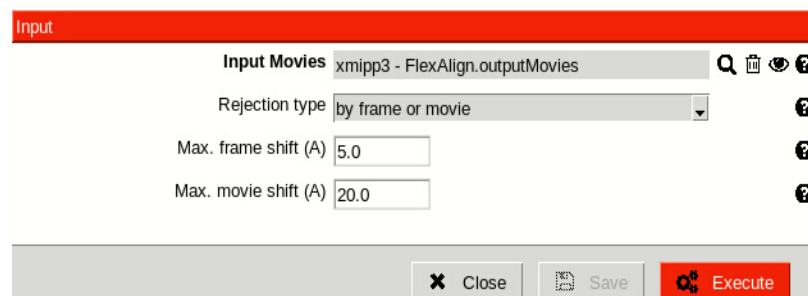 Input
Input Movies xmipp3 - FlexAlign.outputMovies
Rejection type by frame or movie
Max. frame shift (A) 5.0
Max. movie shift (A) 20.0
Close Save Execute